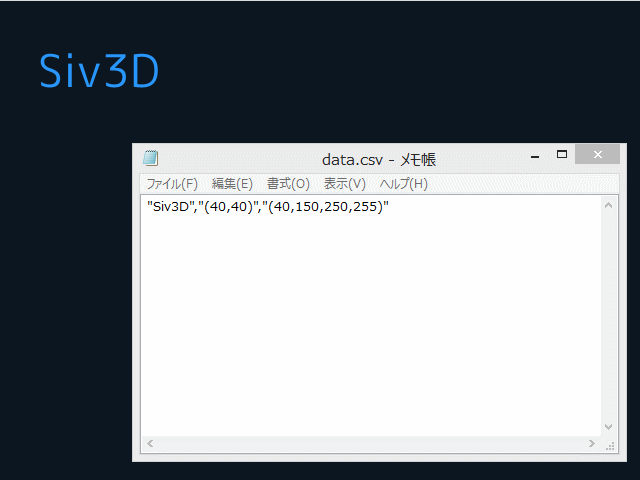 Siv3D
data.csv - メモ帳
ファイル(F) 編集(E) 書式(O) 表示(V) ヘルプ(H)
"Siv3D","(40,40)","(40,150,250,255)"